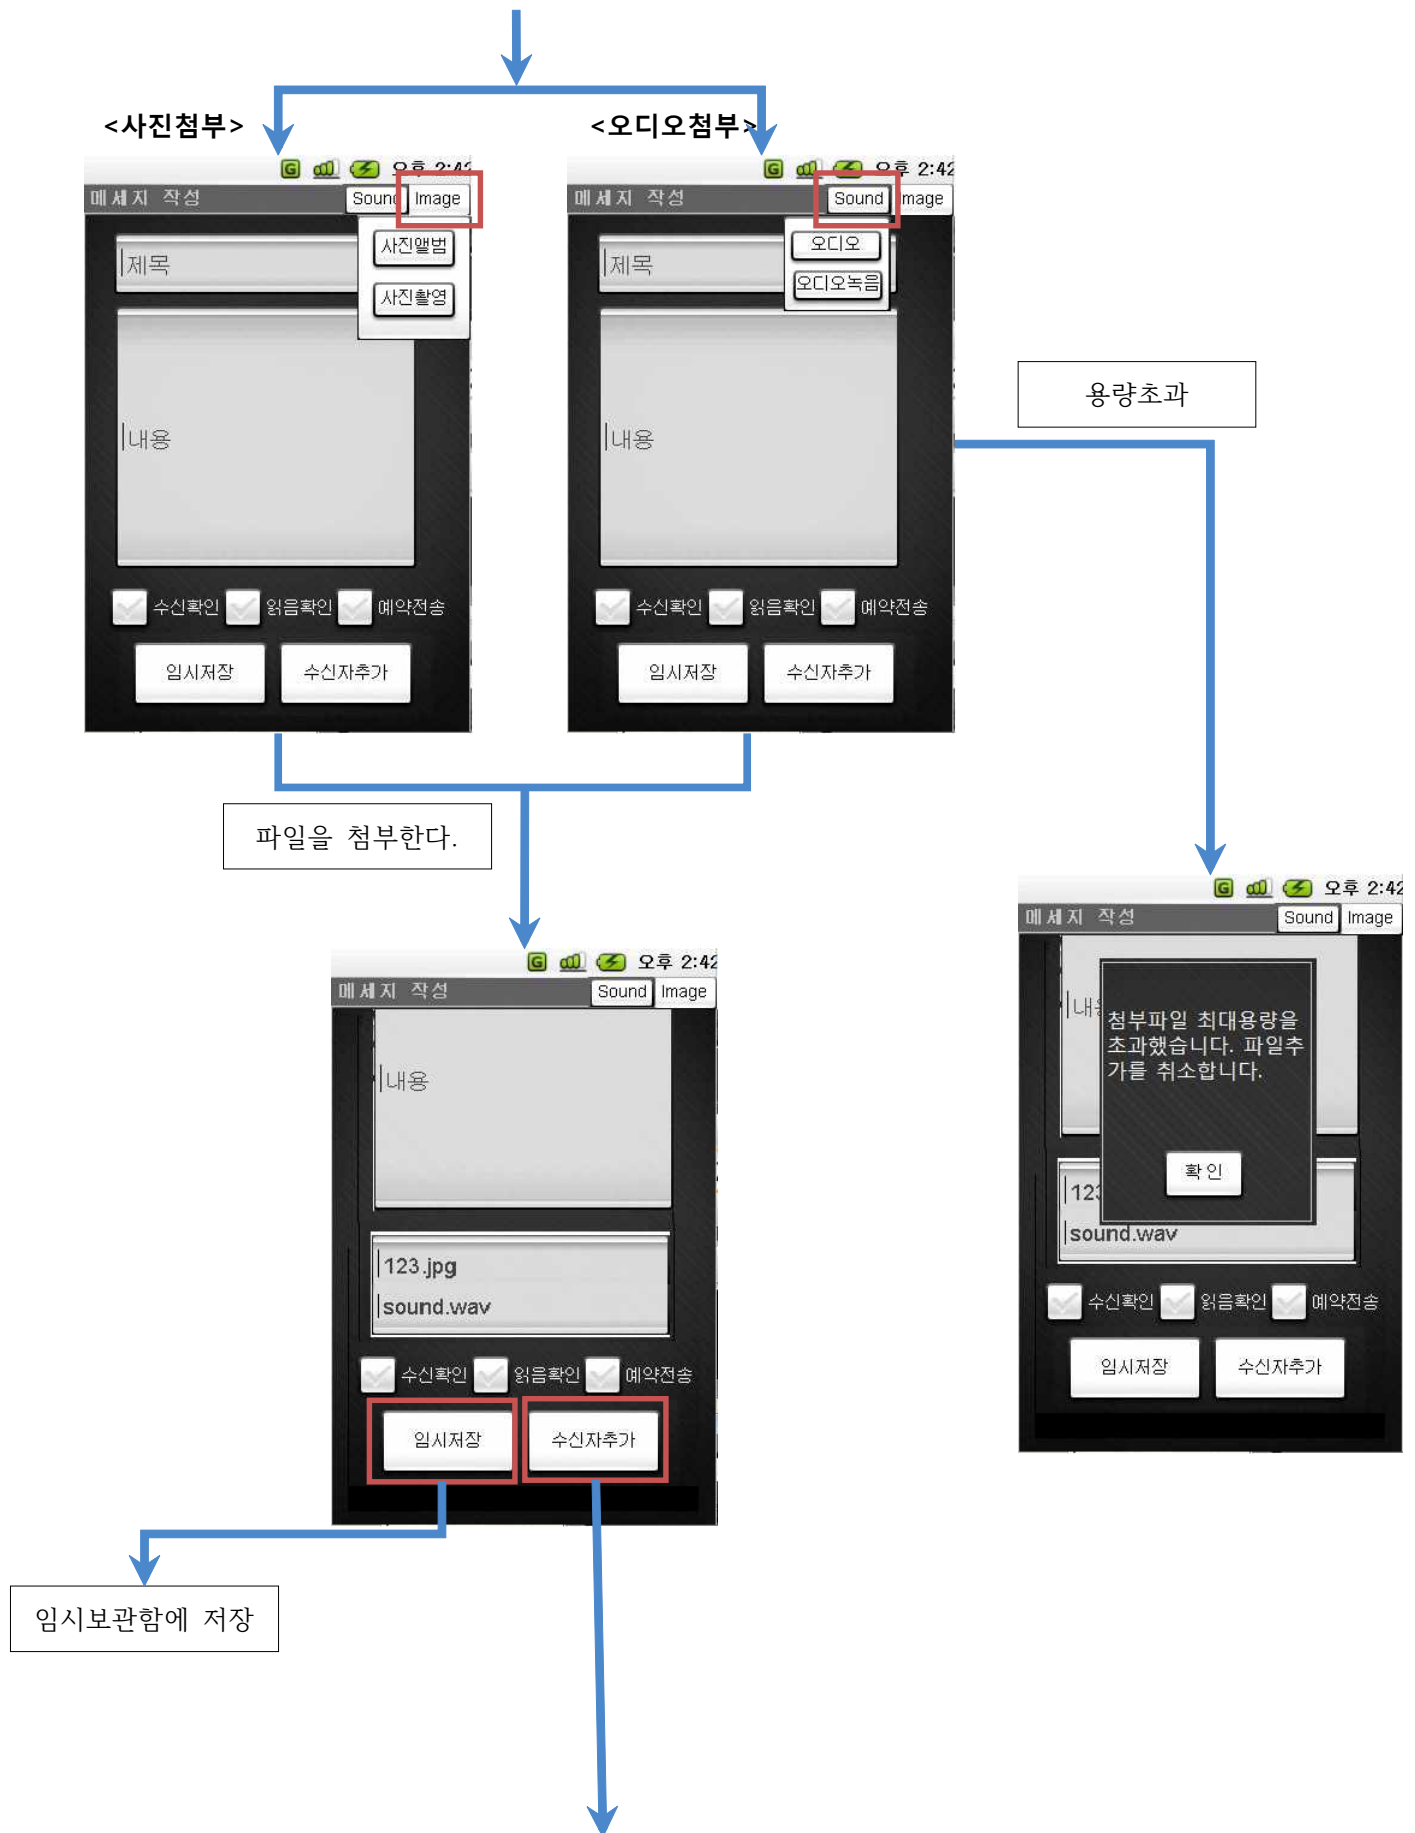 <사진첨부>
<오디오첨부>
오후 2:42
메세지 작성
Sound
Image
사진앨범
사진촬영
제목
내용
수신확인
읽음확인
예약전송
임시저장
수신자추가
오후 2:42
메세지 작성
Sound
Image
오디오
오디오녹음
제목
내용
수신확인
읽음확인
예약전송
임시저장
수신자추가
용량초과
파일을 첨부한다.
오후 2:42
메세지 작성
Sound
Image
내용
123.jpg
sound.wav
수신확인
읽음확인
예약전송
임시저장
수신자추가
오후 2:42
메세지 작성
Sound
Image
첨부파일 최대용량을
초과했습니다. 파일추
가를 취소합니다.
확인
123
sound.wav
수신확인
읽음확인
예약전송
임시저장
수신자추가
임시보관함에 저장